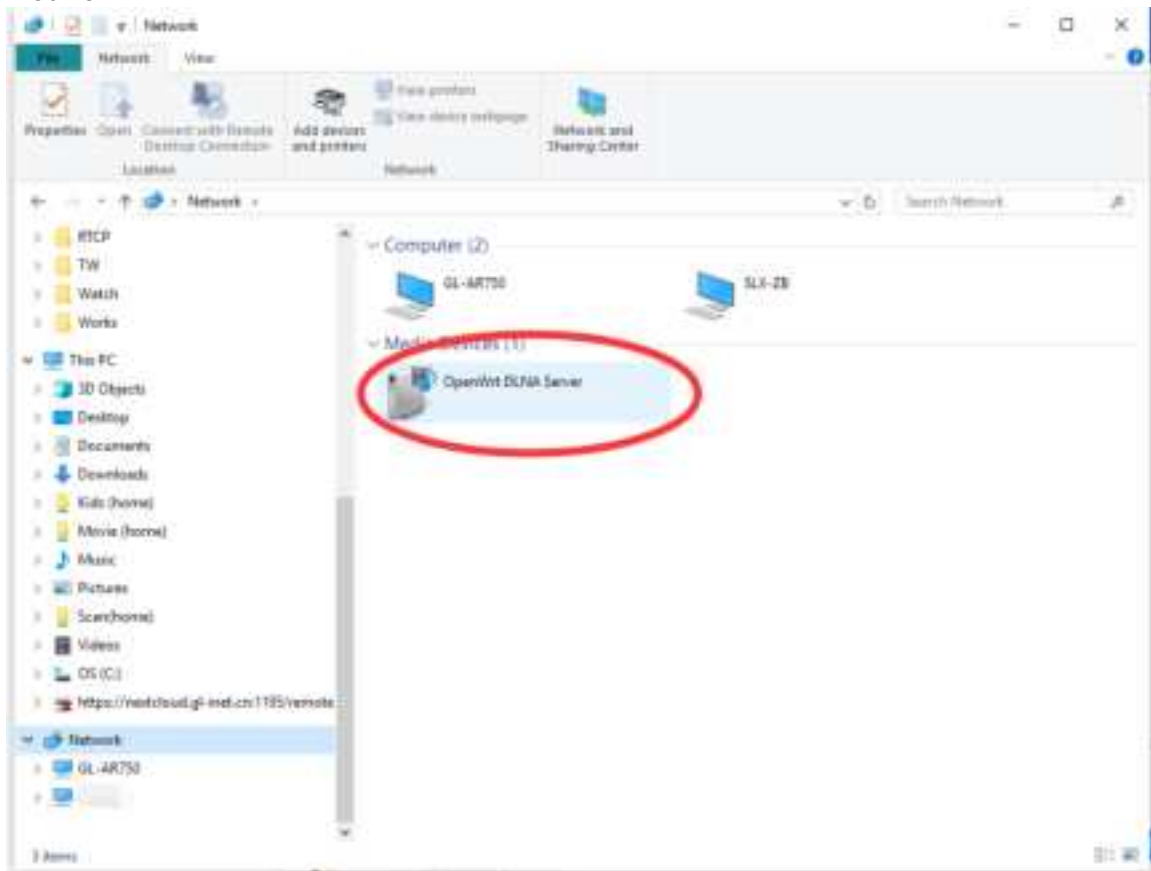 Network
File Network View
Properties Open Connect with Remote Desktop Connection
Add devices and printers
View printers
View device webpage
Network and Sharing Center
Location
Network
Network
Search Network
RTCP
TW
Watch
Works
This PC
3D Objects
Desktop
Documents
Downloads
Kids (home)
Movie (home)
Music
Pictures
Scan(home)
Videos
OS (C:)
https://nextcloud.gl-inet.cn:1195/remote
Network
GL-AR750
Computer (2)
GL-AR750
SLX-ZB
Media Devices (1)
OpenWrt DLNA Server
3 items